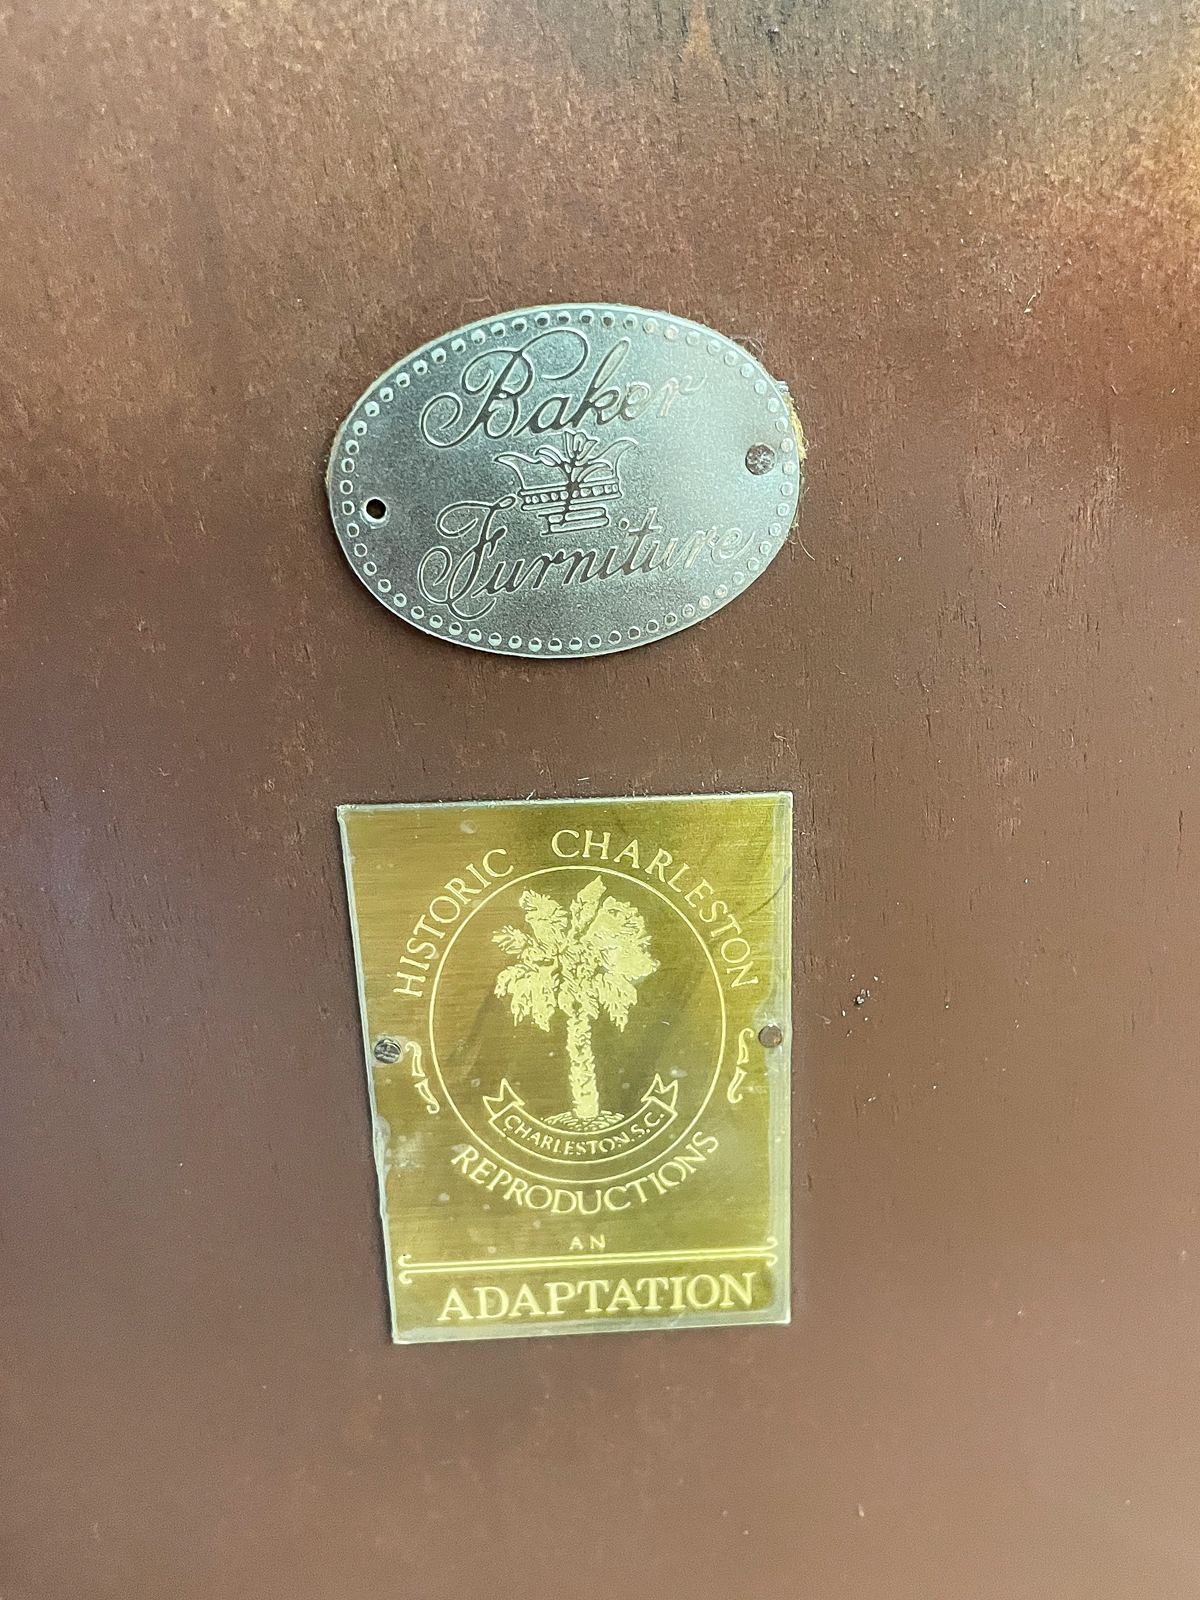 Baker
Furniture
HISTORIC CHARLESTON
CHARLESTON, S.C.
REPRODUCTIONS
AN
ADAPTATION